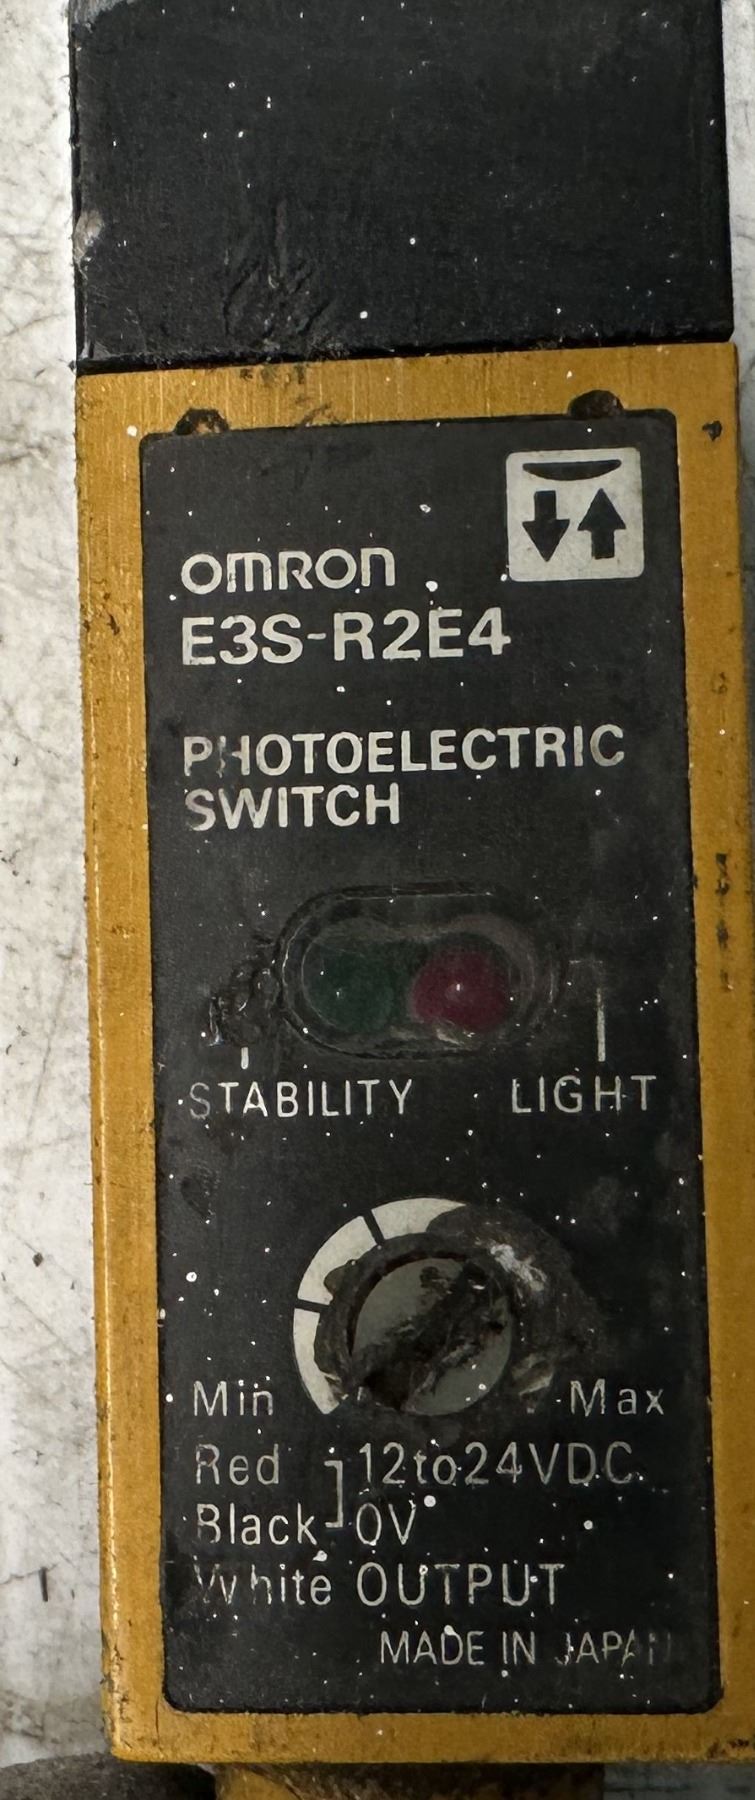 OMRON
E3S-R2E4
PHOTOELECTRIC
SWITCH
STABILITY LIGHT
Min Max
Red 12to24VDC
Black 0V
White OUTPUT
MADE IN JAPAN